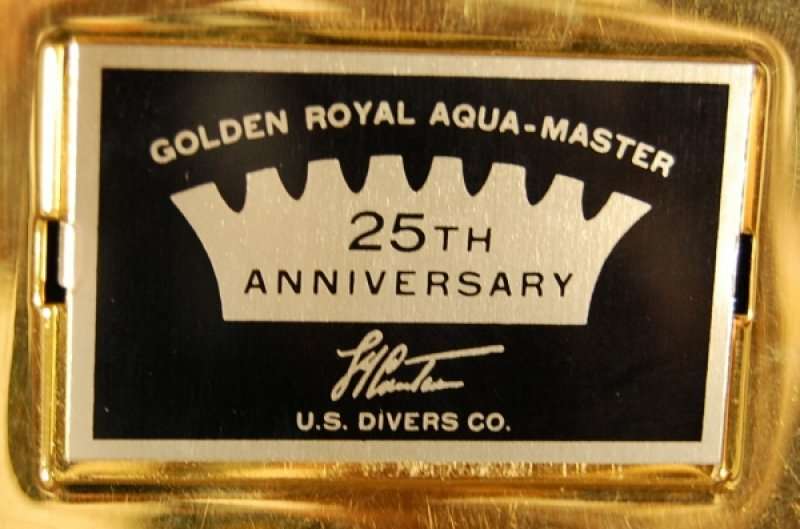 GOLDEN ROYAL AQUA-MASTER
25TH
ANNIVERSARY
U.S. DIVERS CO.